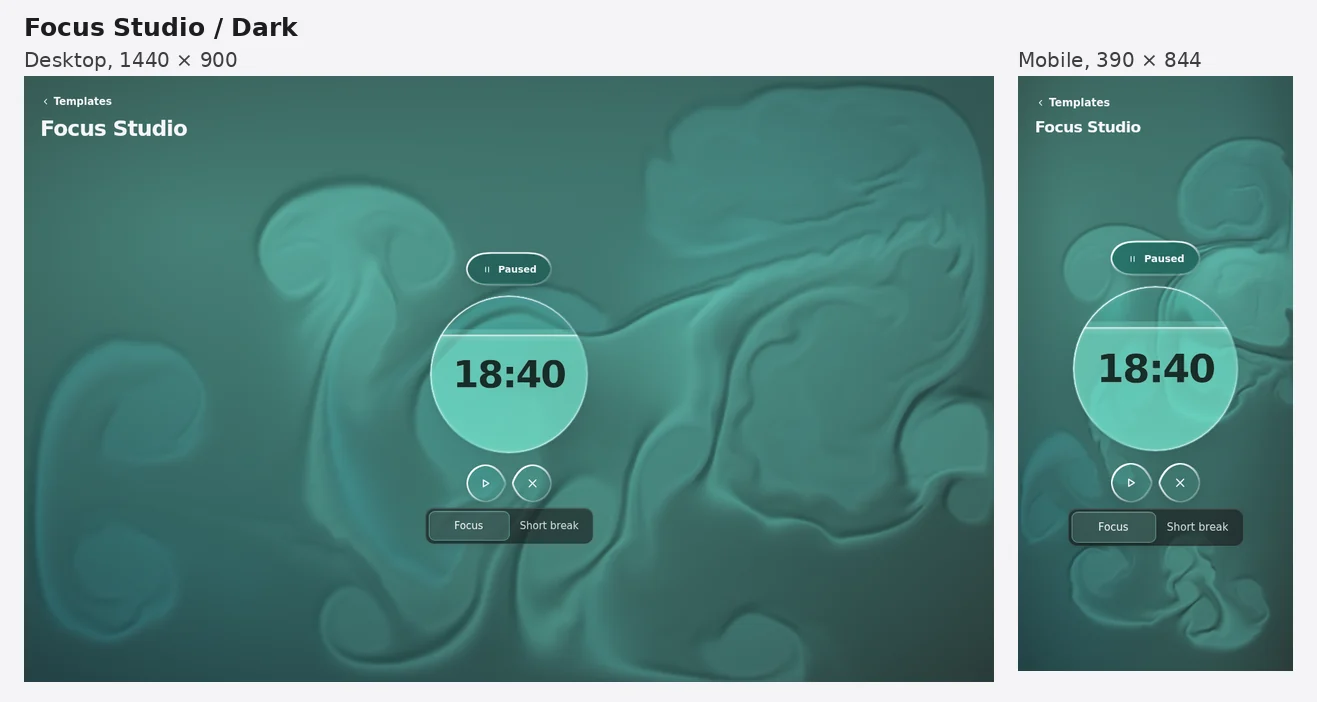 Focus Studio / Dark
Desktop, 1440 × 900
‹ Templates
Focus Studio
Paused
18:40
Focus
Short break
Mobile, 390 × 844
‹ Templates
Focus Studio
Paused
18:40
Focus
Short break